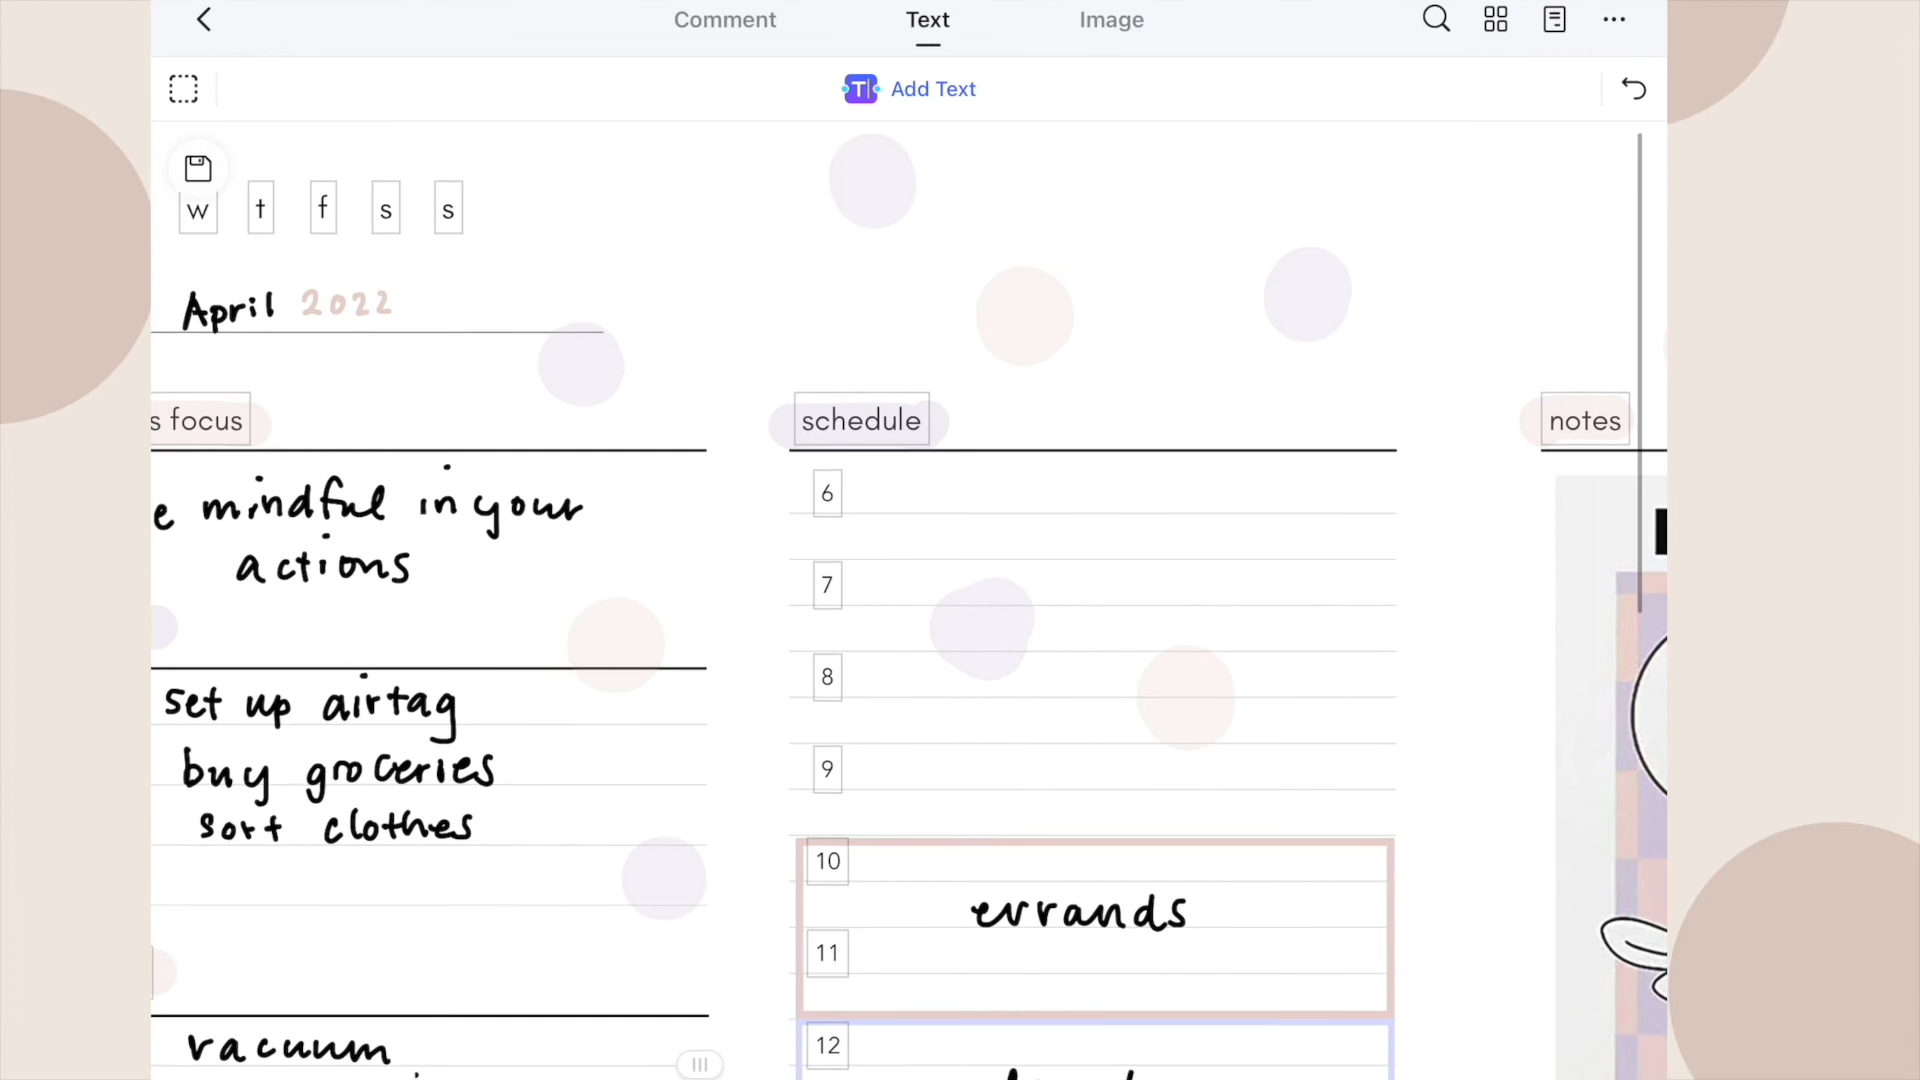 Comment Text Image
Add Text
w t f s s
April 2022
s focus
e mindful in your
actions
set up airtag
buy groceries
sort clothes
vacuum
schedule
6
7
8
9
10
errands
11
12
notes